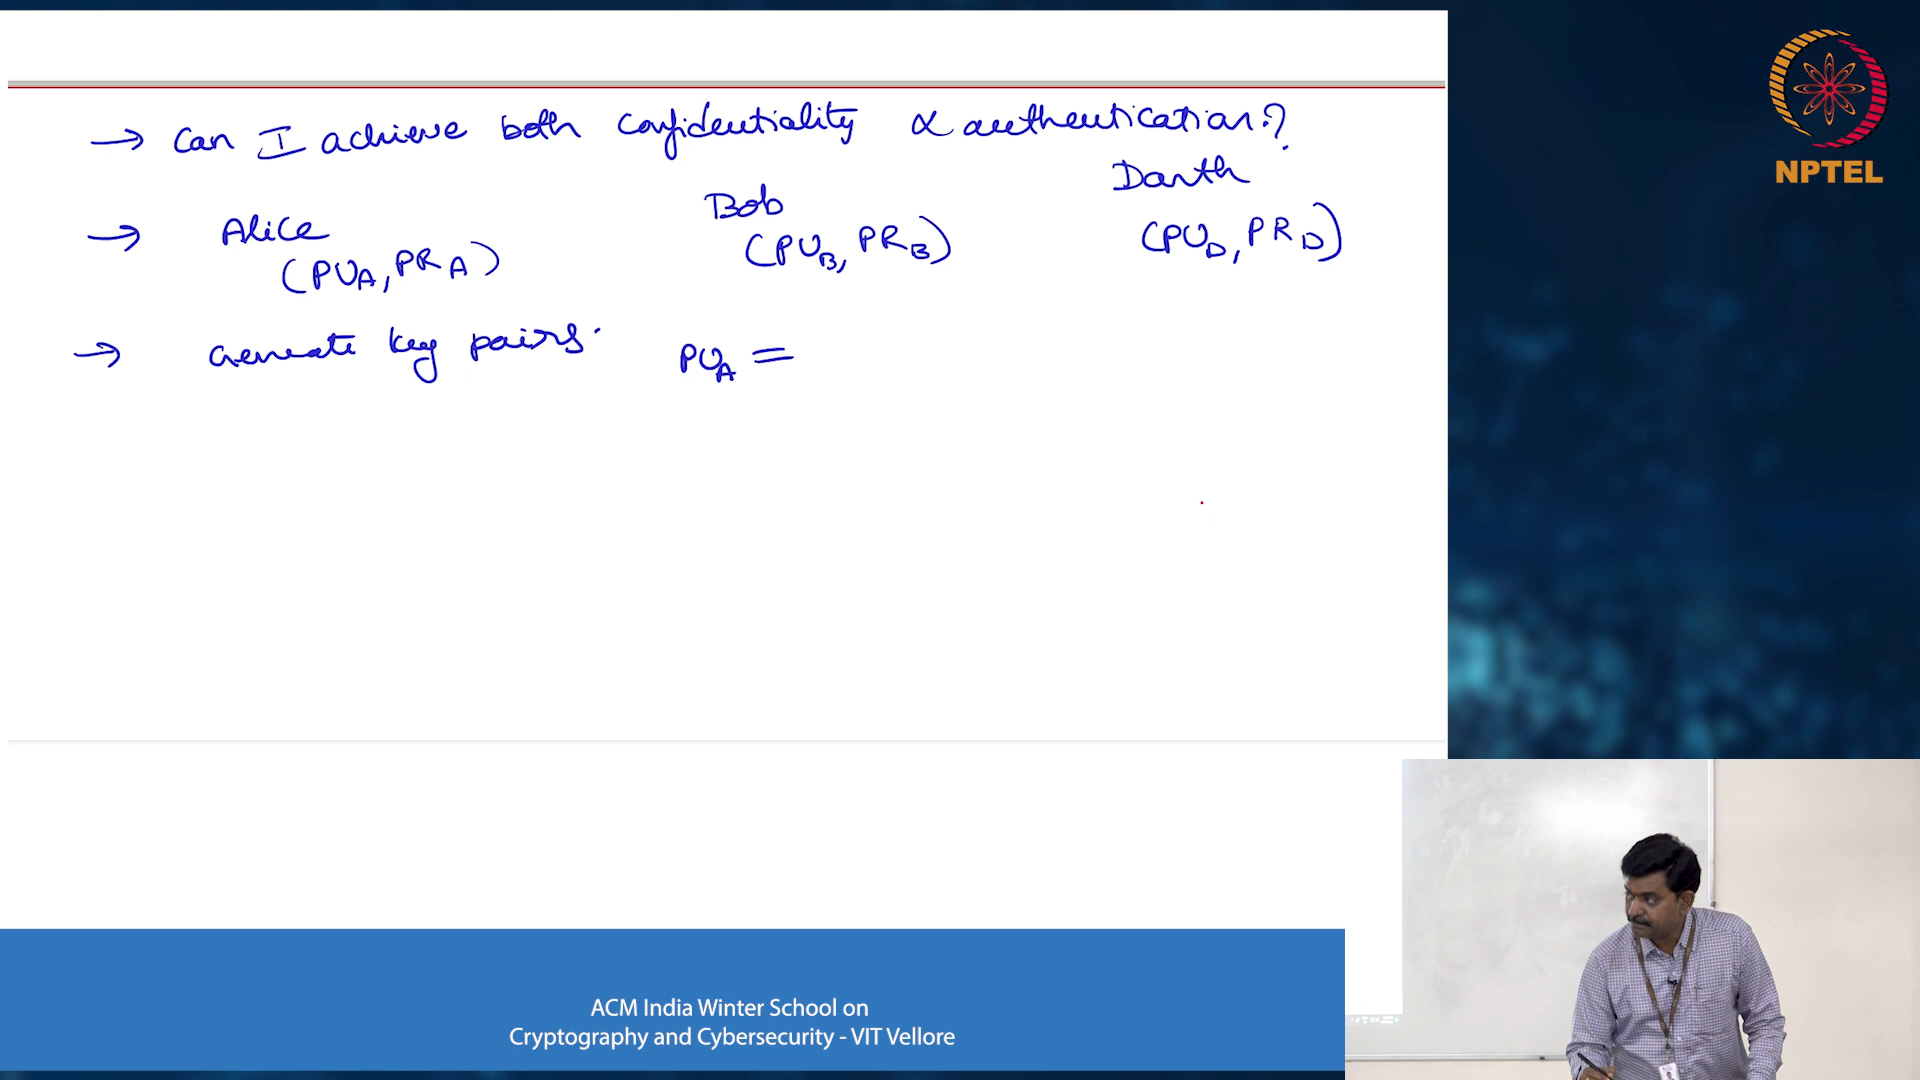 → Can I achieve both confidentiality & authentication?
Darth
Bob
→ Alice
(PU_D, PR_D)
(PU_B, PR_B)
(PU_A, PR_A)
→ Generate key pairs. PU_A =
NPTEL
ACM India Winter School on
Cryptography and Cybersecurity - VIT Vellore